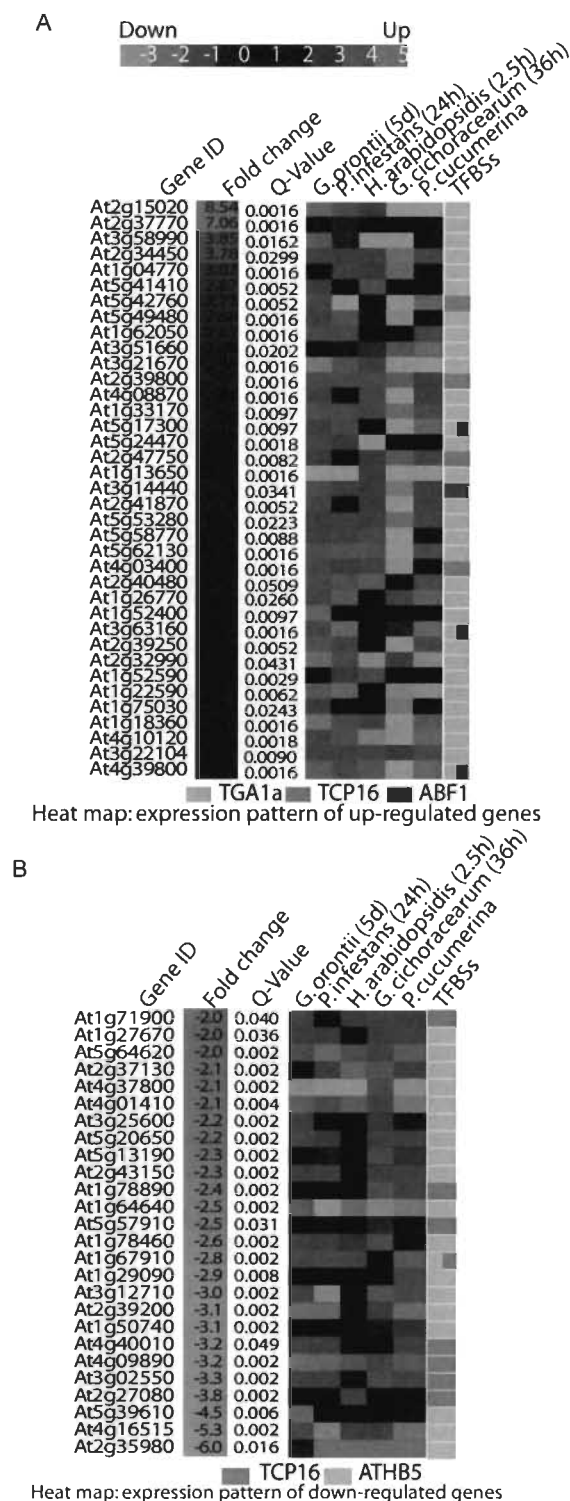 A
Down Up
-3 -2 -1 0 1 2 3 4 5
Gene ID Fold change Q-Value G.orontii (5d) P.infestans (24h) H.arabidopsidis (2.5h) G.cichoracearum (36h) P.cucumerina TFBSs
At2g15020 8.54 0.0016
At2g37770 7.06 0.0016
At3g58990 3.85 0.0162
At2g34450 3.78 0.0299
At1g04770 0.0016
At5g41410 0.0052
At5g42760 0.0052
At5g49480 0.0016
At1g62050 0.0016
At3g51660 0.0202
At3g21670 0.0016
At2g39800 0.0016
At4g08870 0.0016
At1g33170 0.0097
At5g17300 0.0097
At5g24470 0.0018
At2g47750 0.0082
At1g13650 0.0016
At3g14440 0.0341
At2g41870 0.0052
At5g53280 0.0223
At5g58770 0.0088
At5g62130 0.0016
At4g03400 0.0016
At2g40480 0.0509
At1g26770 0.0260
At1g52400 0.0097
At3g63160 0.0016
At2g39250 0.0052
At2g32990 0.0431
At1g52590 0.0029
At1g22590 0.0062
At1g75030 0.0243
At1g18360 0.0016
At4g10120 0.0018
At3g22104 0.0090
At4g39800 0.0016
TGA1a TCP16 ABF1
Heat map: expression pattern of up-regulated genes
B
Gene ID Fold change Q-Value G.orontii (5d) P.infestans (24h) H.arabidopsidis (2.5h) G.cichoracearum (36h) P.cucumerina TFBSs
At1g71900 -2.0 0.040
At1g27670 -2.0 0.036
At5g64620 -2.0 0.002
At2g37130 -2.1 0.002
At4g37800 -2.1 0.002
At4g01410 -2.1 0.004
At3g25600 -2.2 0.002
At5g20650 -2.2 0.002
At5g13190 -2.3 0.002
At2g43150 -2.3 0.002
At1g78890 -2.4 0.002
At1g64640 -2.5 0.002
At5g57910 -2.5 0.031
At1g78460 -2.6 0.002
At1g67910 -2.8 0.002
At1g29090 -2.9 0.008
At3g12710 -3.0 0.002
At2g39200 -3.1 0.002
At1g50740 -3.1 0.002
At4g40010 -3.2 0.049
At4g09890 -3.2 0.002
At3g02550 -3.3 0.002
At2g27080 -3.8 0.002
At5g39610 -4.5 0.006
At4g16515 -5.3 0.002
At2g35980 -6.0 0.016
TCP16 ATHB5
Heat map: expression pattern of down-regulated genes